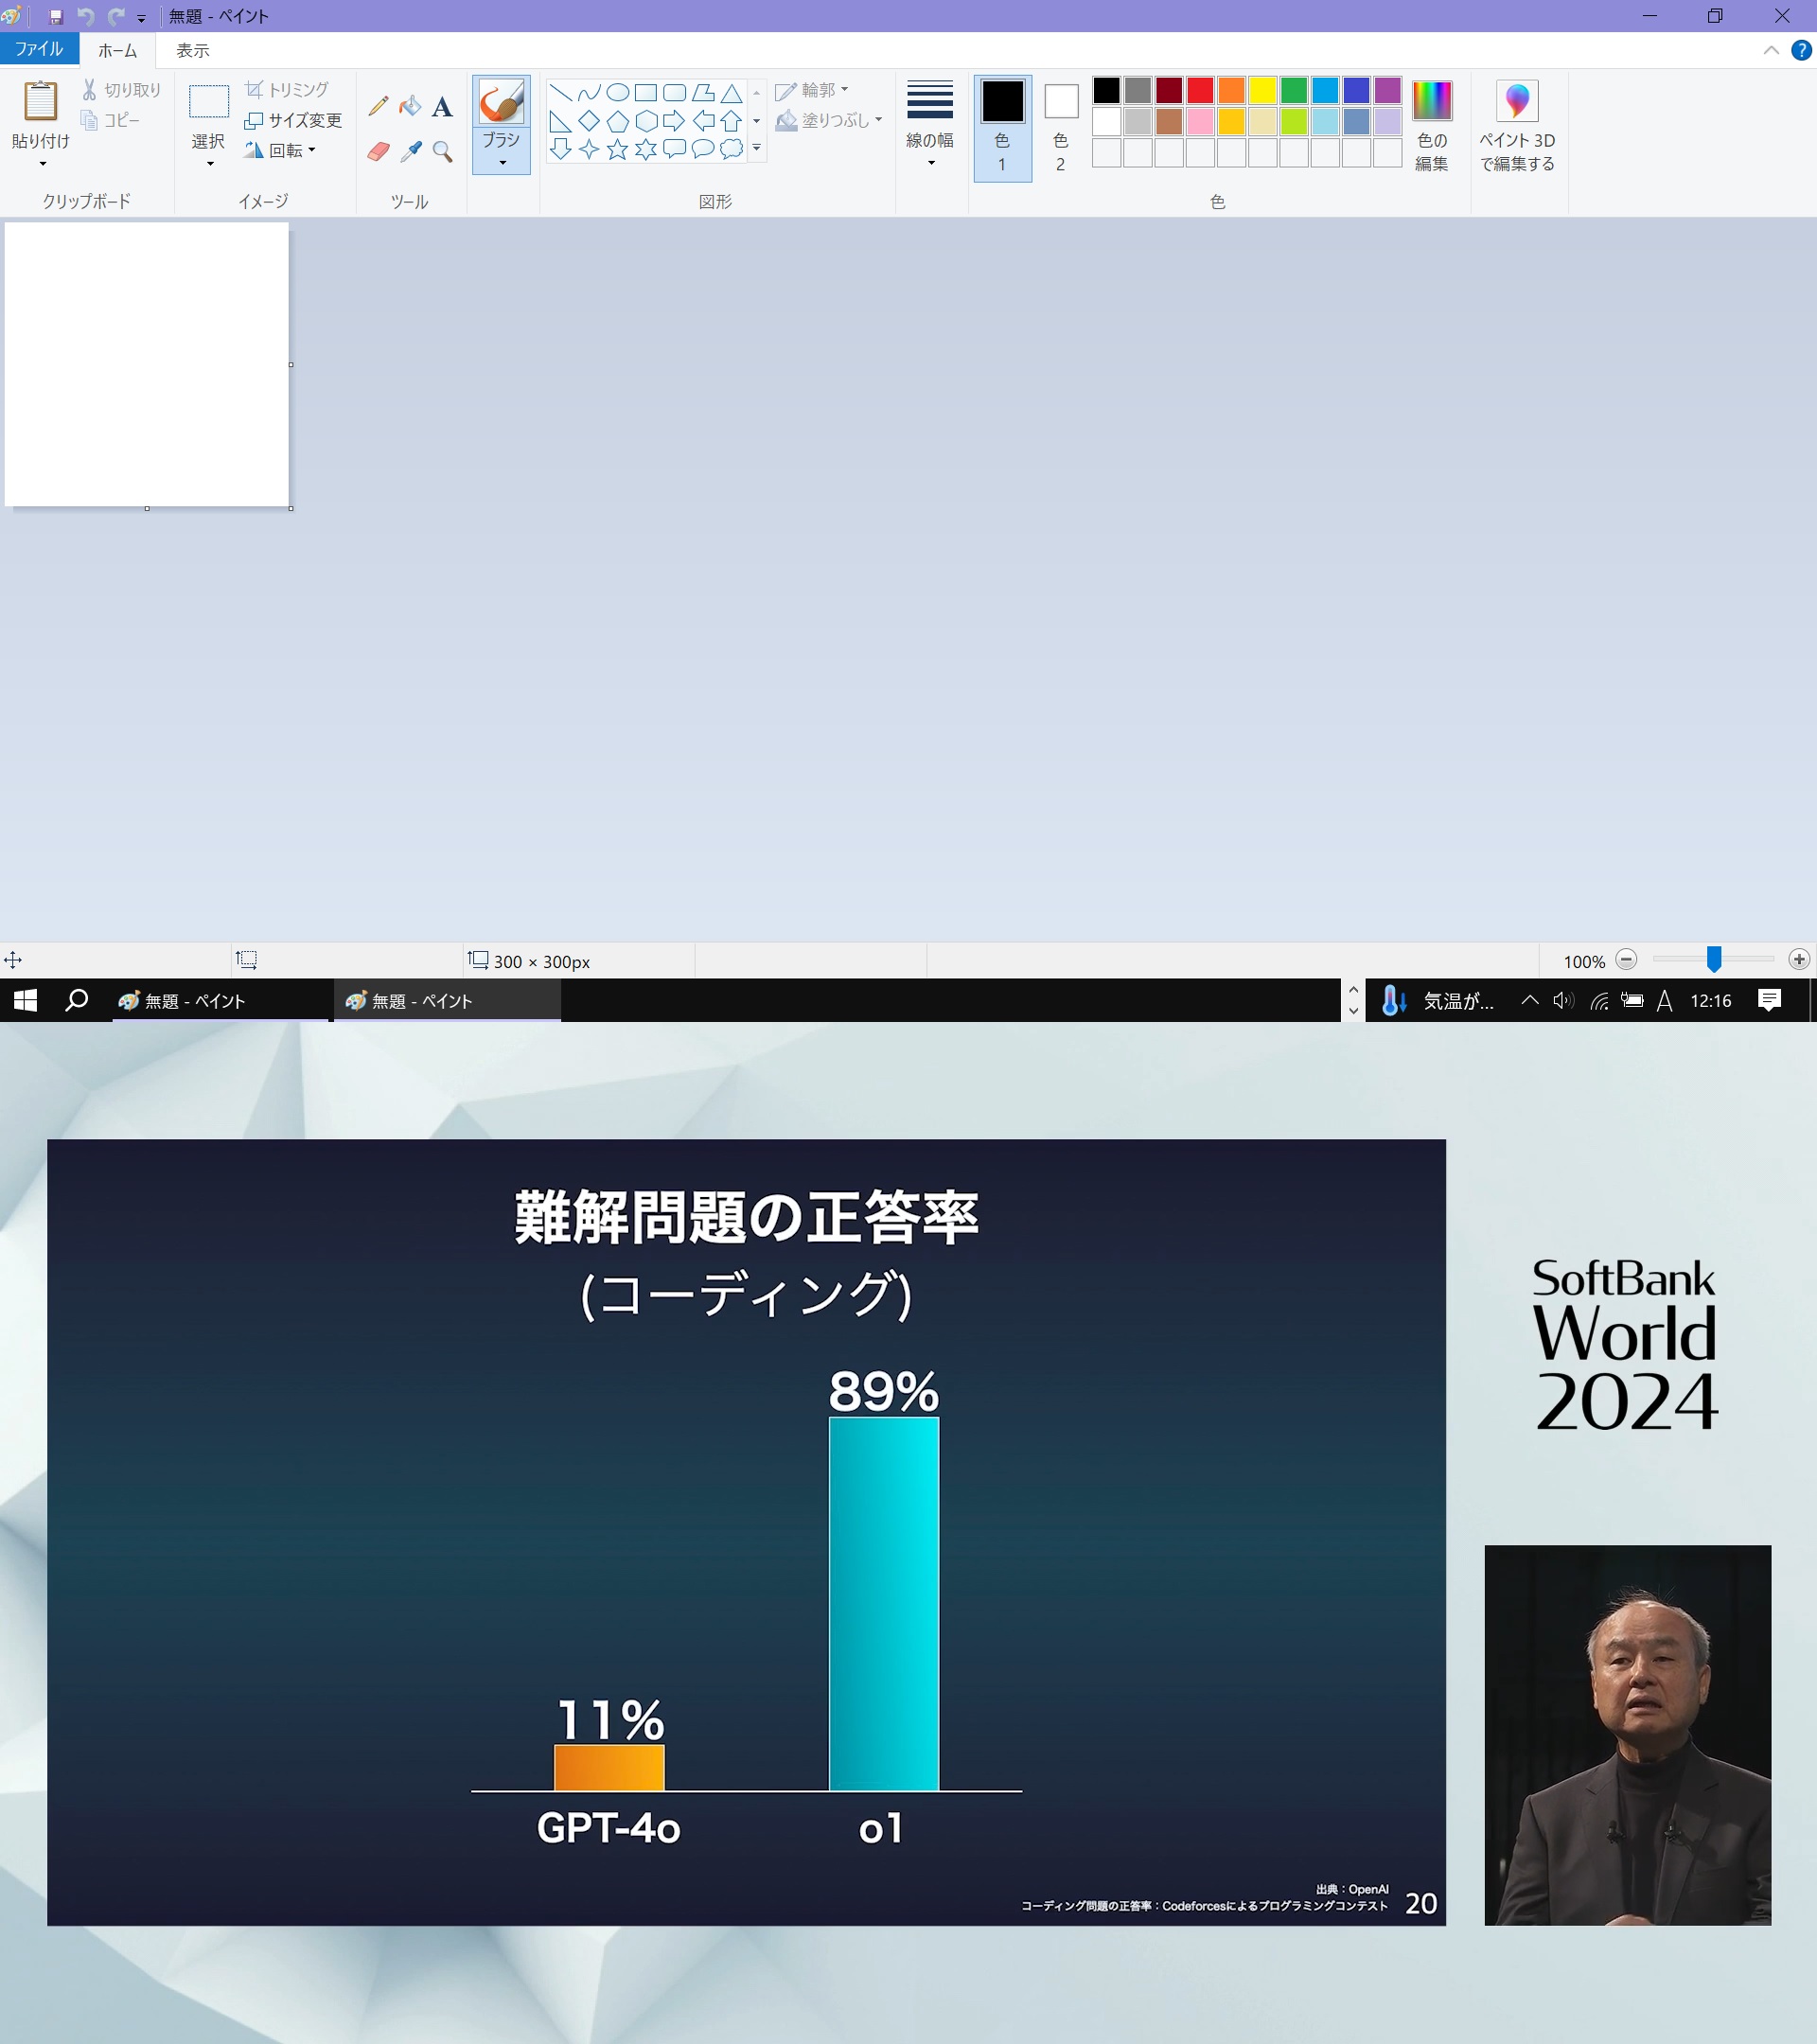 無題 - ペイント
ファイル
ホーム
表示
貼り付け
切り取り
コピー
クリップボード
選択
トリミング
サイズ変更
回転
イメージ
A
ツール
ブラシ
図形
輪郭
塗りつぶし
線の幅
色
1
色
2
色
色の
編集
ペイント 3D
で編集する
300 × 300px
100%
無題 - ペイント
無題 - ペイント
気温が...
A
12:16
難解問題の正答率
(コーディング)
89%
11%
GPT-4o
o1
出典：OpenAI
コーディング問題の正答率：Codeforcesによるプログラミングコンテスト
20
SoftBank
World
2024